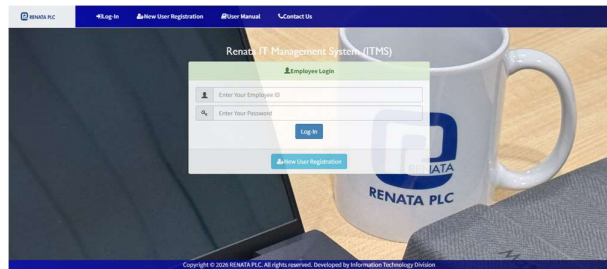 RENATA PLC
Log-In
New User Registration
User Manual
Contact Us
Renata IT Management System (ITMS)
Employee Login
Enter Your Employee ID
Enter Your Password
Log-In
New User Registration
RENATA
RENATA PLC
Copyright © 2026 RENATA PLC. All rights reserved. Developed by Information Technology Division